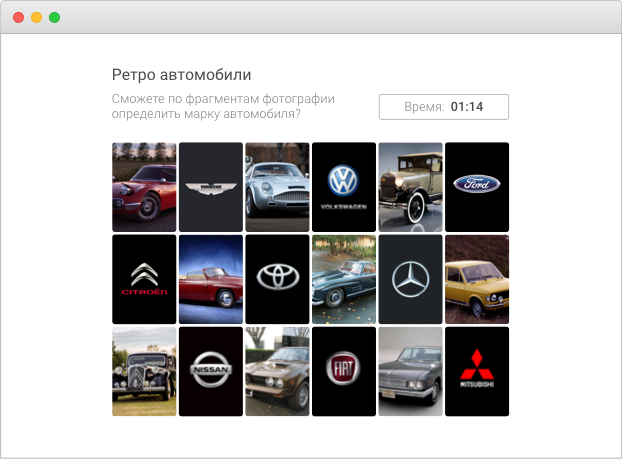 Ретро автомобили
Сможете по фрагментам фотографии
определить марку автомобиля?
Время: 01:14
VOLKSWAGEN
Ford
CITROËN
NISSAN
FIAT
MITSUBISHI